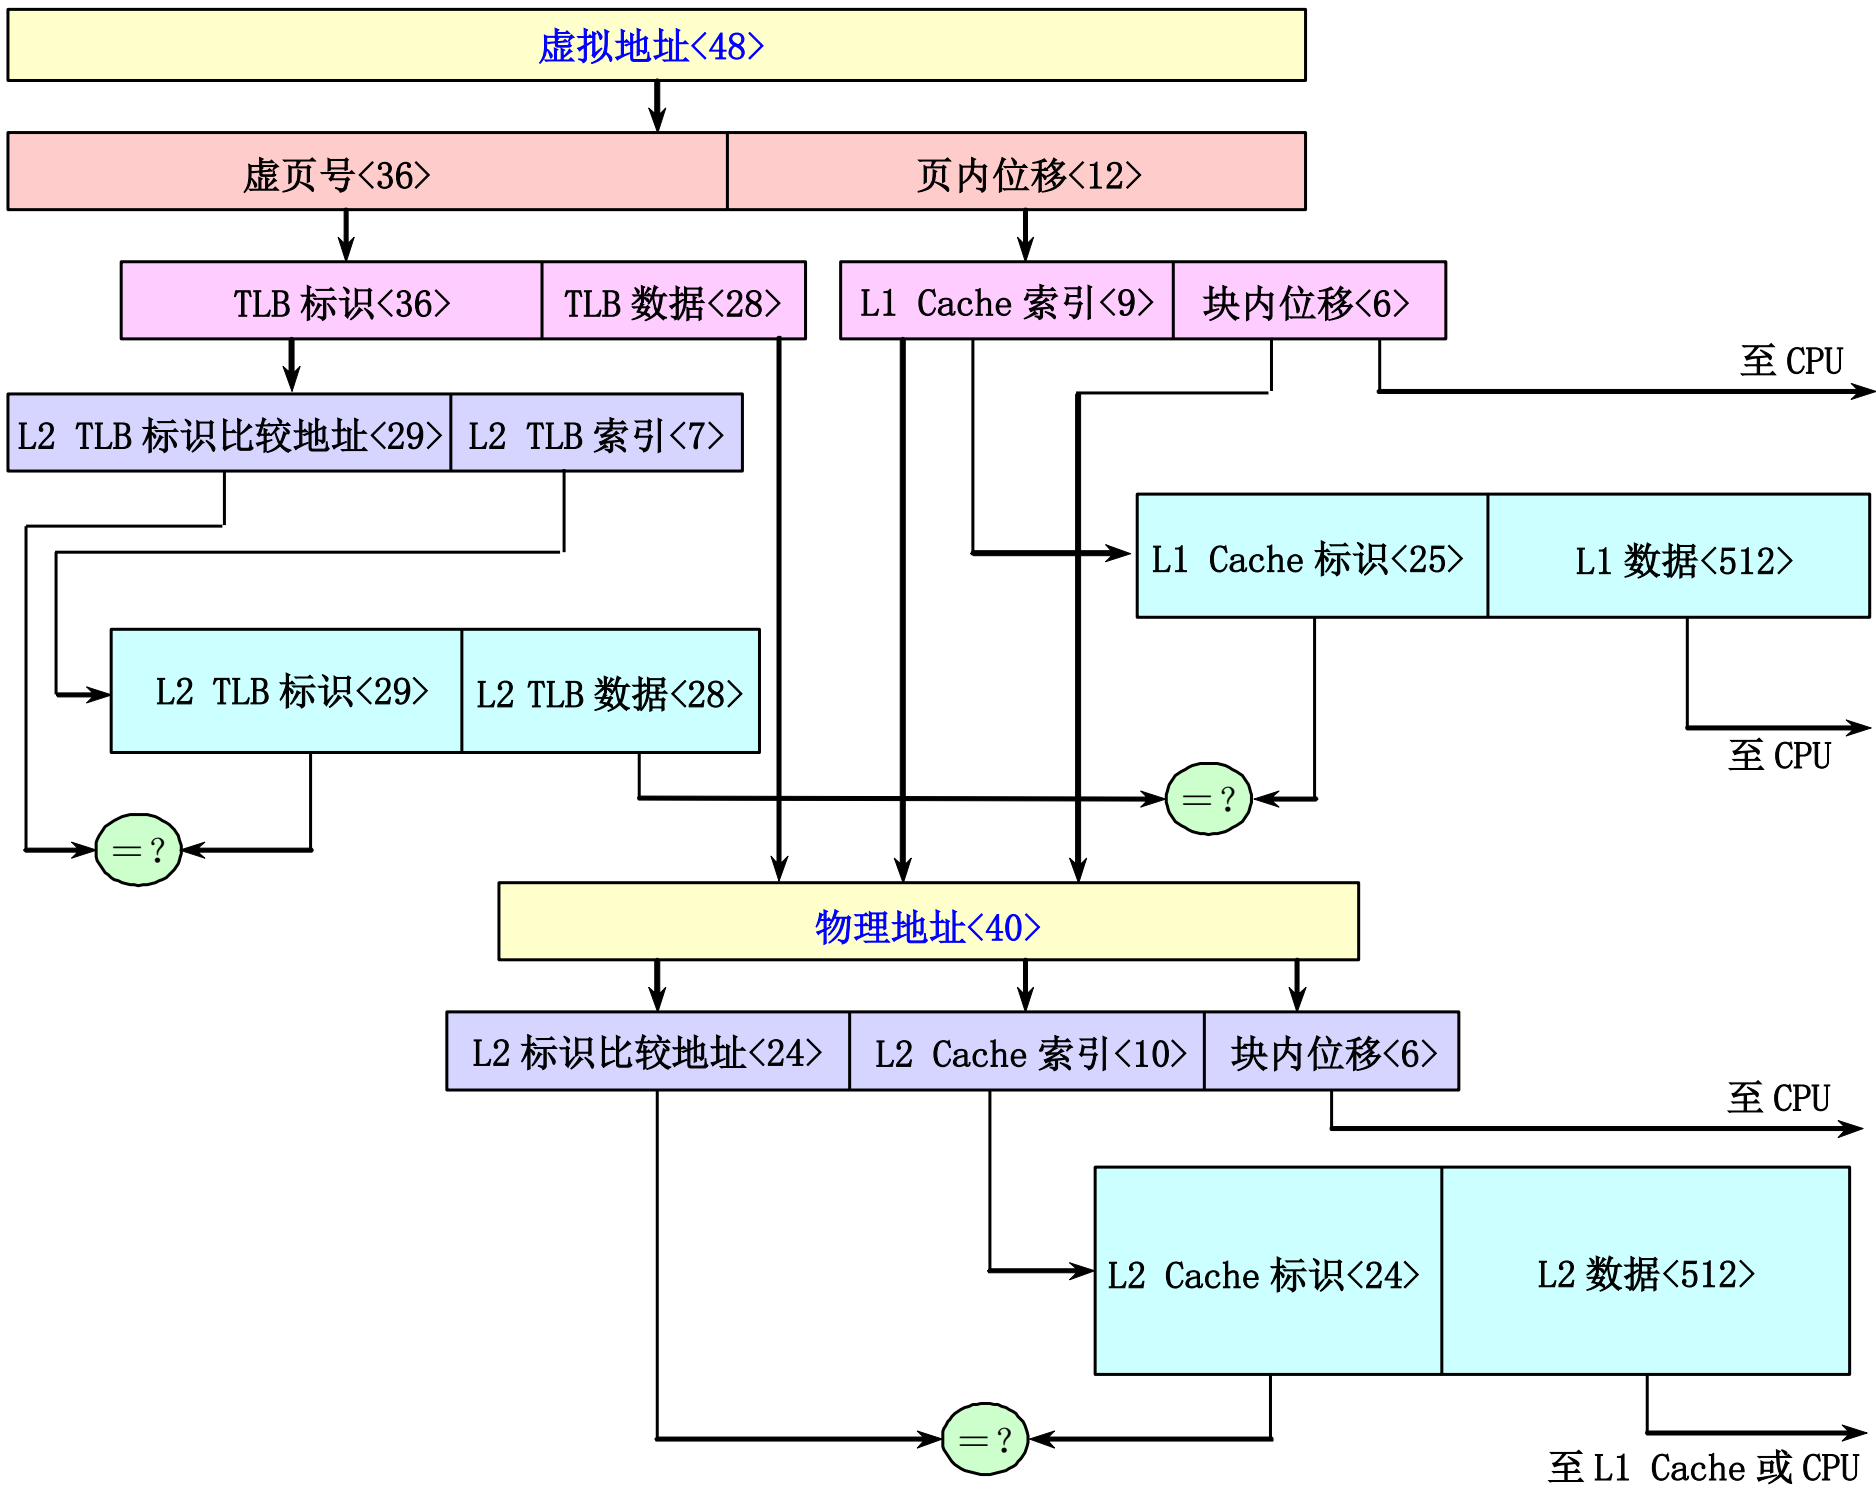 虚拟地址<48>
虚页号<36>
页内位移<12>
TLB 标识<36>
TLB 数据<28>
L1 Cache 索引<9>
块内位移<6>
至 CPU
L2 TLB 标识比较地址<29>
L2 TLB 索引<7>
L1 Cache 标识<25>
L1 数据<512>
L2 TLB 标识<29>
L2 TLB 数据<28>
至 CPU
=?
=?
物理地址<40>
L2 标识比较地址<24>
L2 Cache 索引<10>
块内位移<6>
至 CPU
L2 Cache 标识<24>
L2 数据<512>
=?
至 L1 Cache 或 CPU